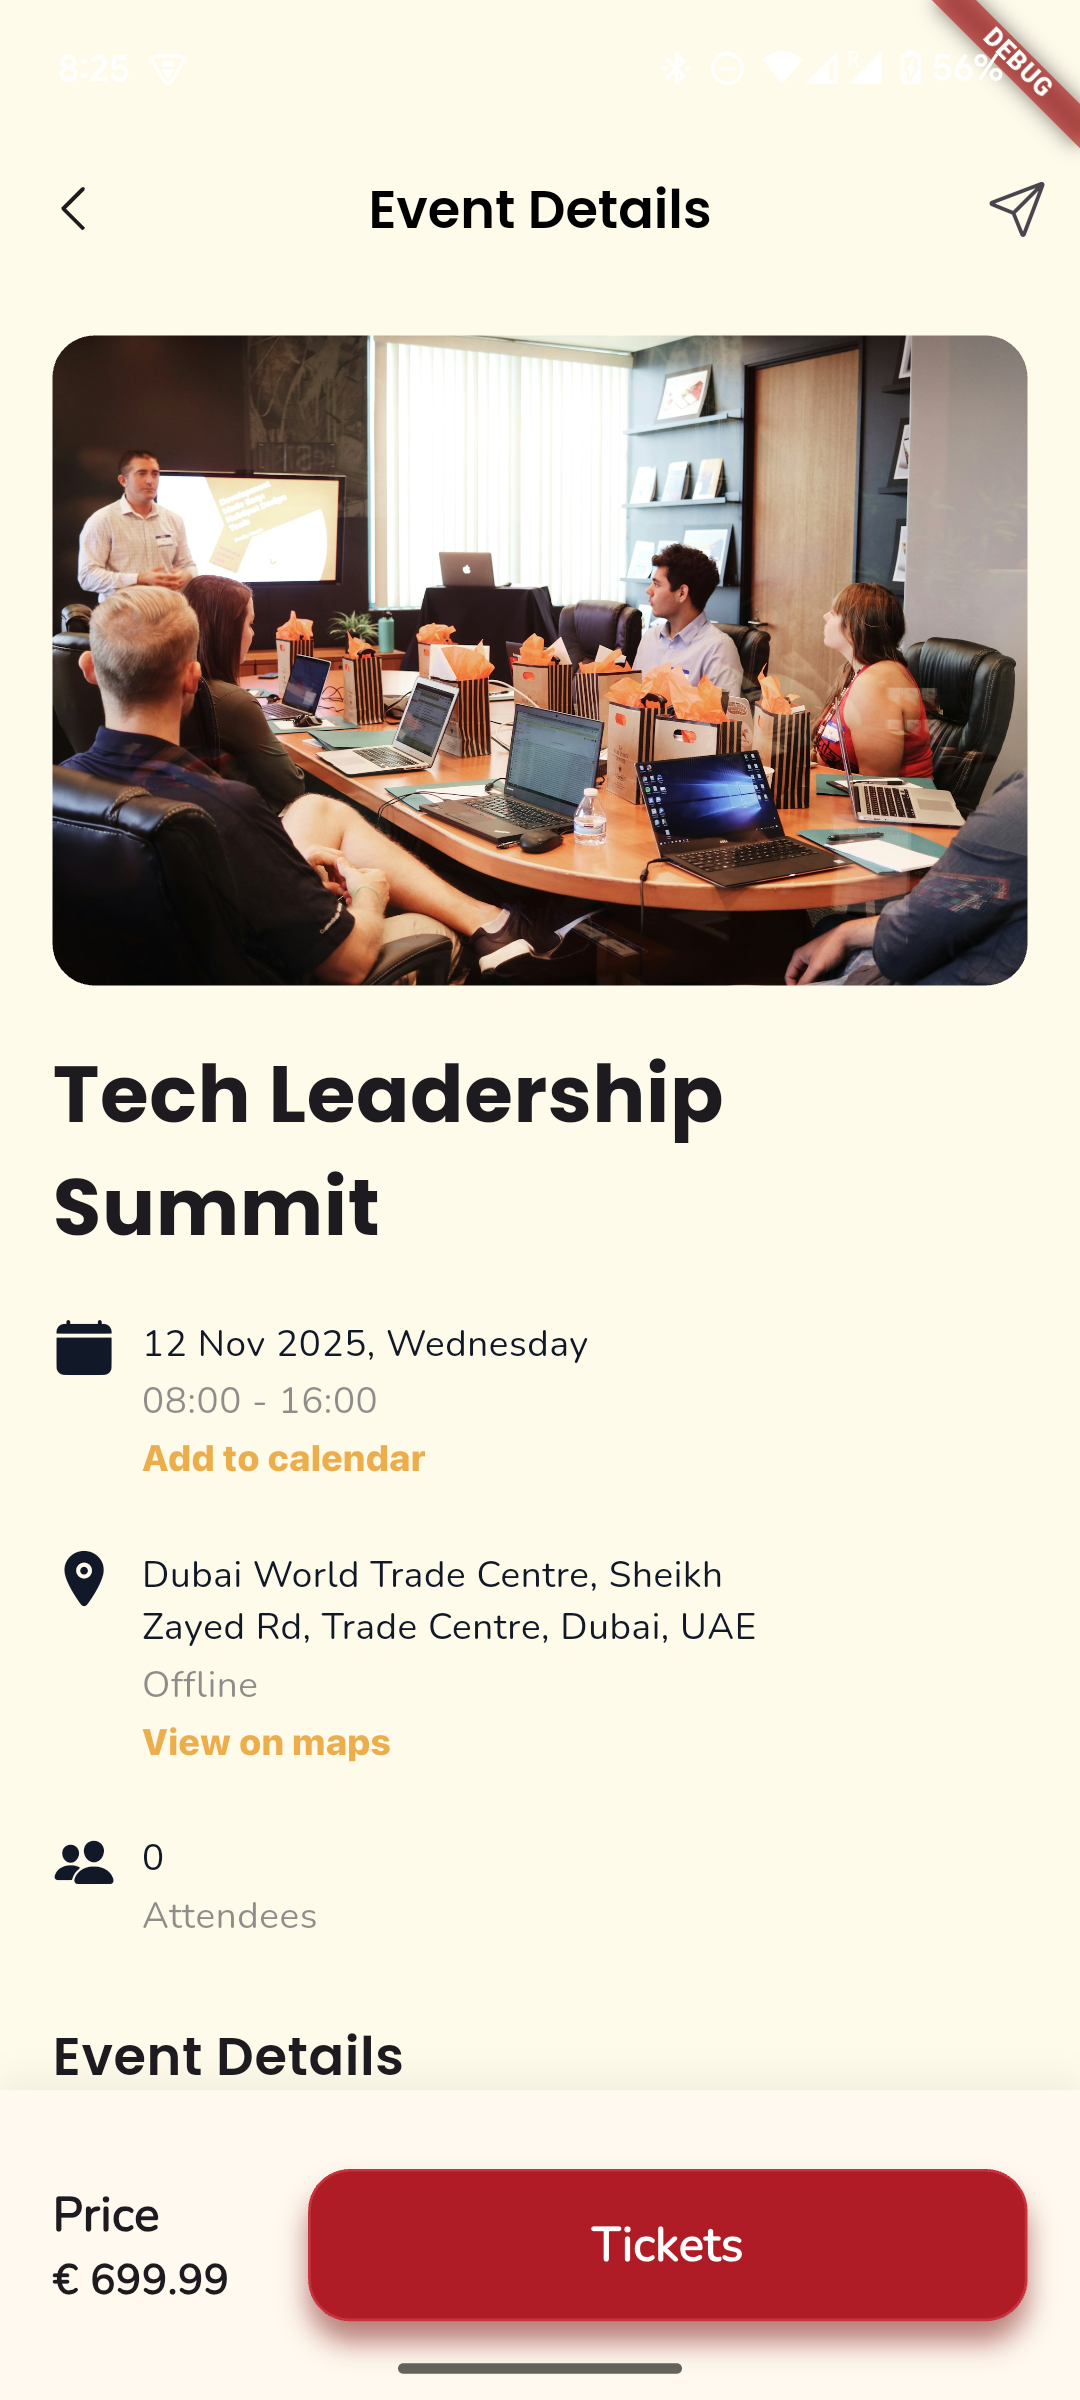 8:25
56%
DEBUG
Event Details
Tech Leadership
Summit
12 Nov 2025, Wednesday
08:00 - 16:00
Add to calendar
Dubai World Trade Centre, Sheikh
Zayed Rd, Trade Centre, Dubai, UAE
Offline
View on maps
0
Attendees
Event Details
Price
€ 699.99
Tickets